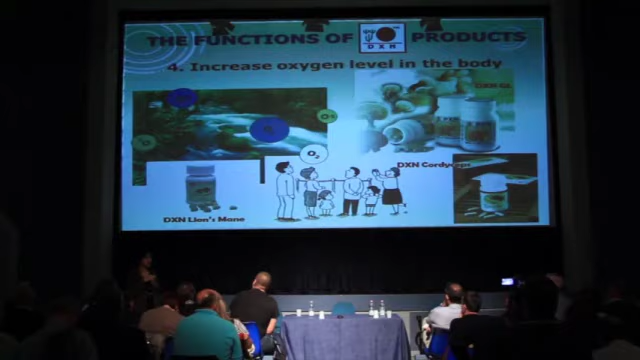 THE FUNCTIONS OF DXN PRODUCTS
4. Increase oxygen level in the body
O₂
DXN Cordyceps
DXN Lion's Mane